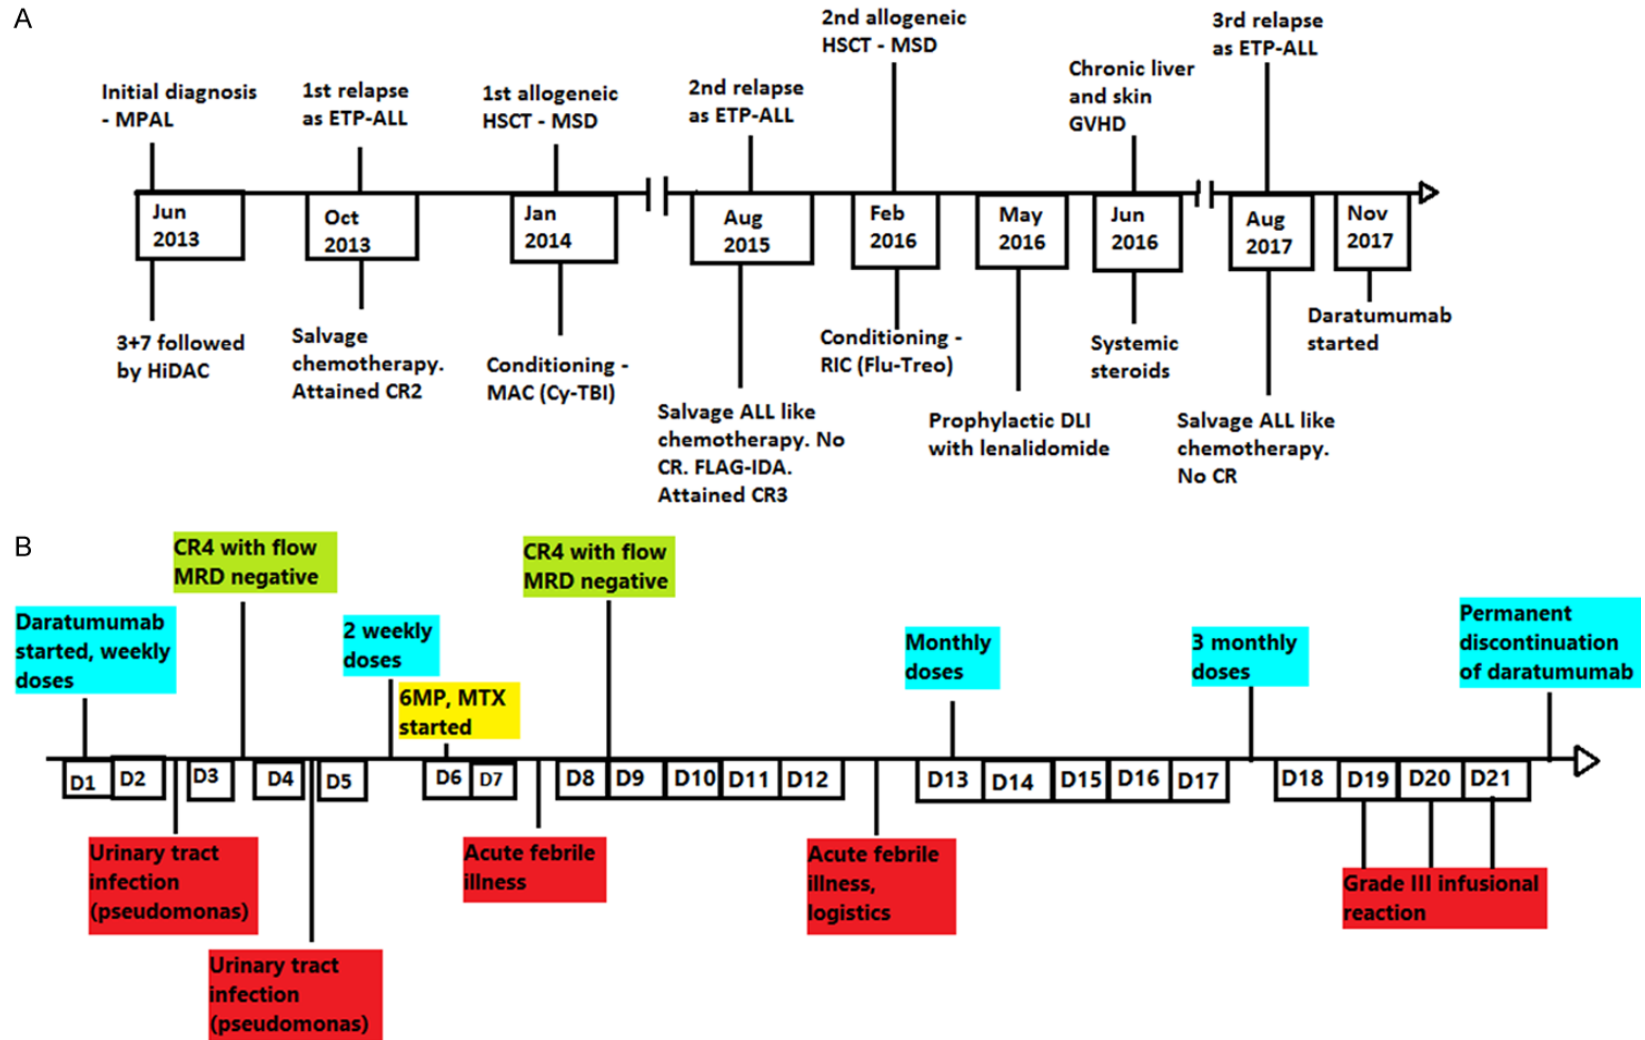 A
Initial diagnosis
- MPAL
1st relapse
as ETP-ALL
1st allogeneic
HSCT - MSD
2nd relapse
as ETP-ALL
2nd allogeneic
HSCT - MSD
Chronic liver
and skin
GVHD
3rd relapse
as ETP-ALL
Jun
2013
Oct
2013
Jan
2014
Aug
2015
Feb
2016
May
2016
Jun
2016
Aug
2017
Nov
2017
3+7 followed
by HiDAC
Salvage
chemotherapy.
Attained CR2
Conditioning -
MAC (Cy-TBI)
Salvage ALL like
chemotherapy. No
CR. FLAG-IDA.
Attained CR3
Conditioning -
RIC (Flu-Treo)
Prophylactic DLI
with lenalidomide
Systemic
steroids
Salvage ALL like
chemotherapy.
No CR
Daratumumab
started
B
Daratumumab
started, weekly
doses
CR4 with flow
MRD negative
2 weekly
doses
6MP, MTX
started
CR4 with flow
MRD negative
Monthly
doses
3 monthly
doses
Permanent
discontinuation
of daratumumab
D1
D2
D3
D4
D5
D6
D7
D8
D9
D10
D11
D12
D13
D14
D15
D16
D17
D18
D19
D20
D21
Urinary tract
infection
(pseudomonas)
Urinary tract
infection
(pseudomonas)
Acute febrile
illness
Acute febrile
illness,
logistics
Grade III infusional
reaction